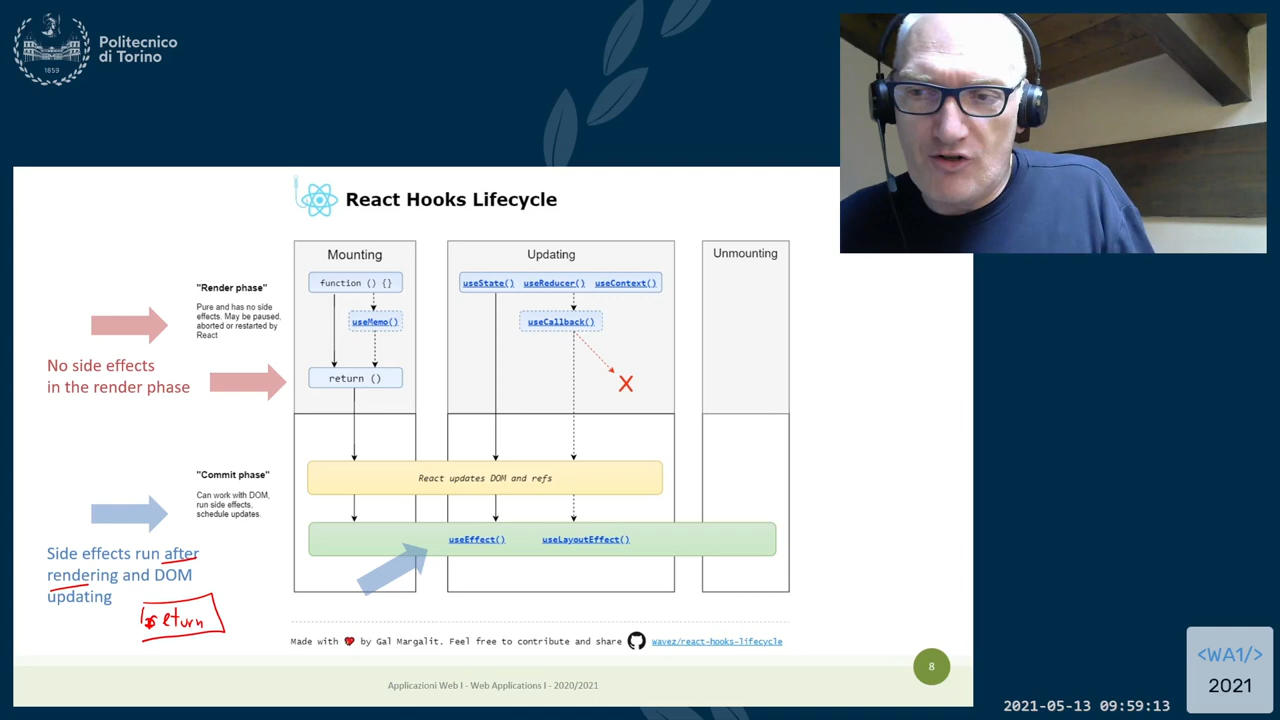 Politecnico
di Torino
1859
React Hooks Lifecycle
Mounting
Updating
Unmounting
"Render phase"
Pure and has no side
effects. May be paused,
aborted or restarted by
React
function () {}
useMemo()
return ()
useState() useReducer() useContext()
useCallback()
X
No side effects
in the render phase
"Commit phase"
Can work with DOM,
run side effects,
schedule updates.
React updates DOM and refs
useEffect() useLayoutEffect()
Side effects run after
rendering and DOM
updating
return
Made with ❤ by Gal Margalit. Feel free to contribute and share wavez/react-hooks-lifecycle
8
Applicazioni Web I - Web Applications I - 2020/2021
<WA1/>
2021
2021-05-13 09:59:13